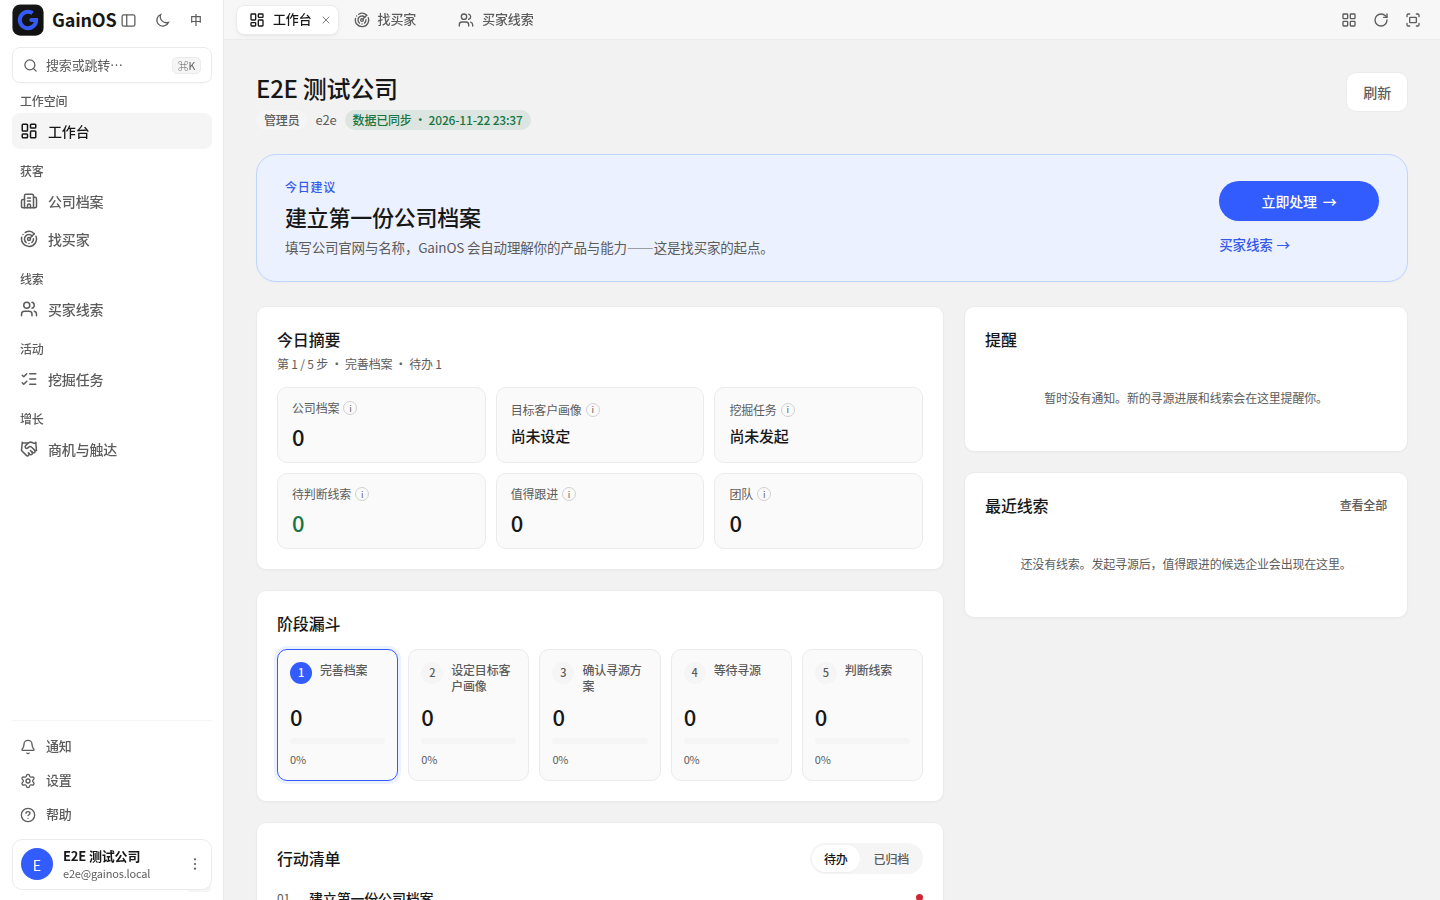 GainOS
中
搜索或跳转…
⌘K
工作空间
工作台
获客
公司档案
找买家
线索
买家线索
活动
挖掘任务
增长
商机与触达
通知
设置
帮助
E
E2E 测试公司
e2e@gainos.local
工作台
找买家
买家线索
E2E 测试公司
管理员 e2e 数据已同步 · 2026-11-22 23:37
刷新
今日建议
建立第一份公司档案
填写公司官网与名称，GainOS 会自动理解你的产品与能力——这是找买家的起点。
立即处理 →
买家线索 →
今日摘要
第 1 / 5 步 · 完善档案 · 待办 1
公司档案
0
目标客户画像
尚未设定
挖掘任务
尚未发起
待判断线索
0
值得跟进
0
团队
0
阶段漏斗
1 完善档案
0
0%
2 设定目标客
户画像
0
0%
3 确认寻源方
案
0
0%
4 等待寻源
0
0%
5 判断线索
0
0%
行动清单
待办
已归档
01 建立第一份公司档案
提醒
暂时没有通知。新的寻源进展和线索会在这里提醒你。
最近线索
查看全部
还没有线索。发起寻源后，值得跟进的候选企业会出现在这里。